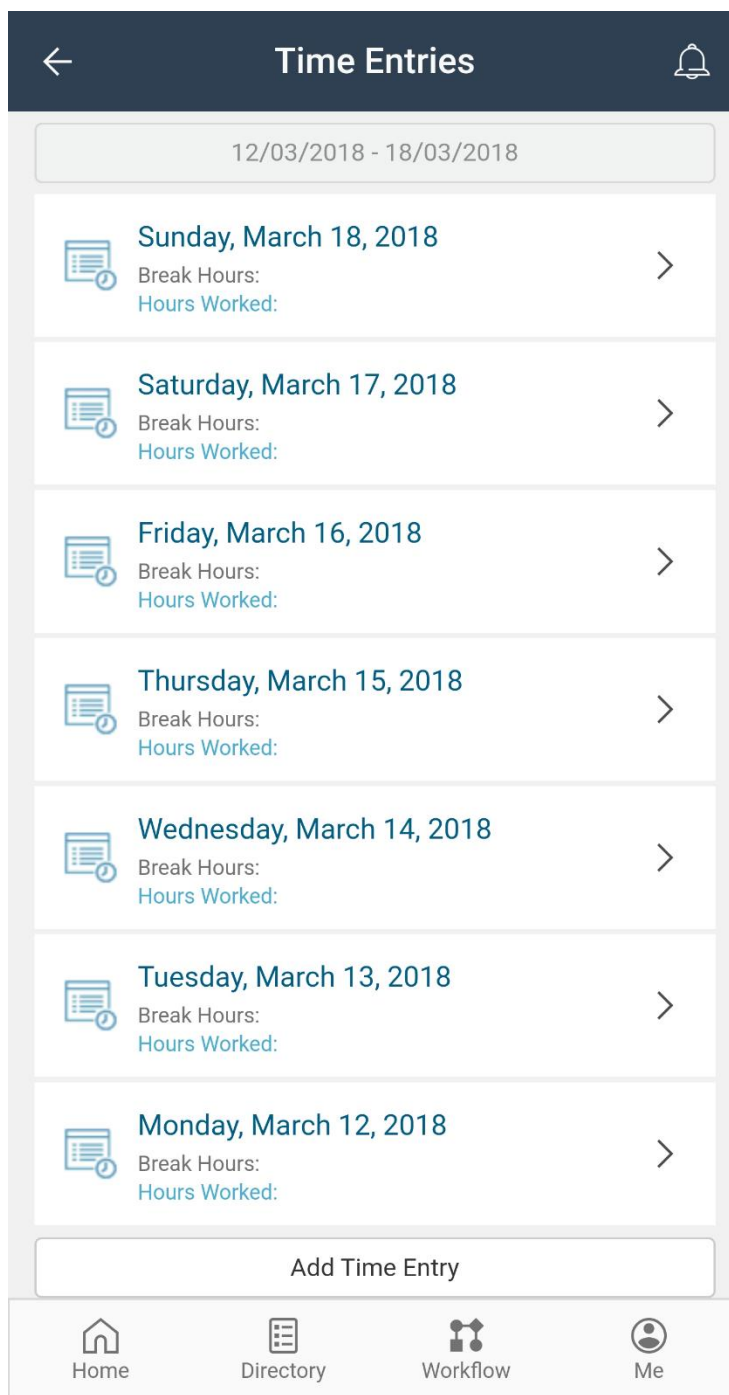 Time Entries
12/03/2018 - 18/03/2018
Sunday, March 18, 2018
Break Hours:
Hours Worked:
Saturday, March 17, 2018
Break Hours:
Hours Worked:
Friday, March 16, 2018
Break Hours:
Hours Worked:
Thursday, March 15, 2018
Break Hours:
Hours Worked:
Wednesday, March 14, 2018
Break Hours:
Hours Worked:
Tuesday, March 13, 2018
Break Hours:
Hours Worked:
Monday, March 12, 2018
Break Hours:
Hours Worked:
Add Time Entry
Home Directory Workflow Me